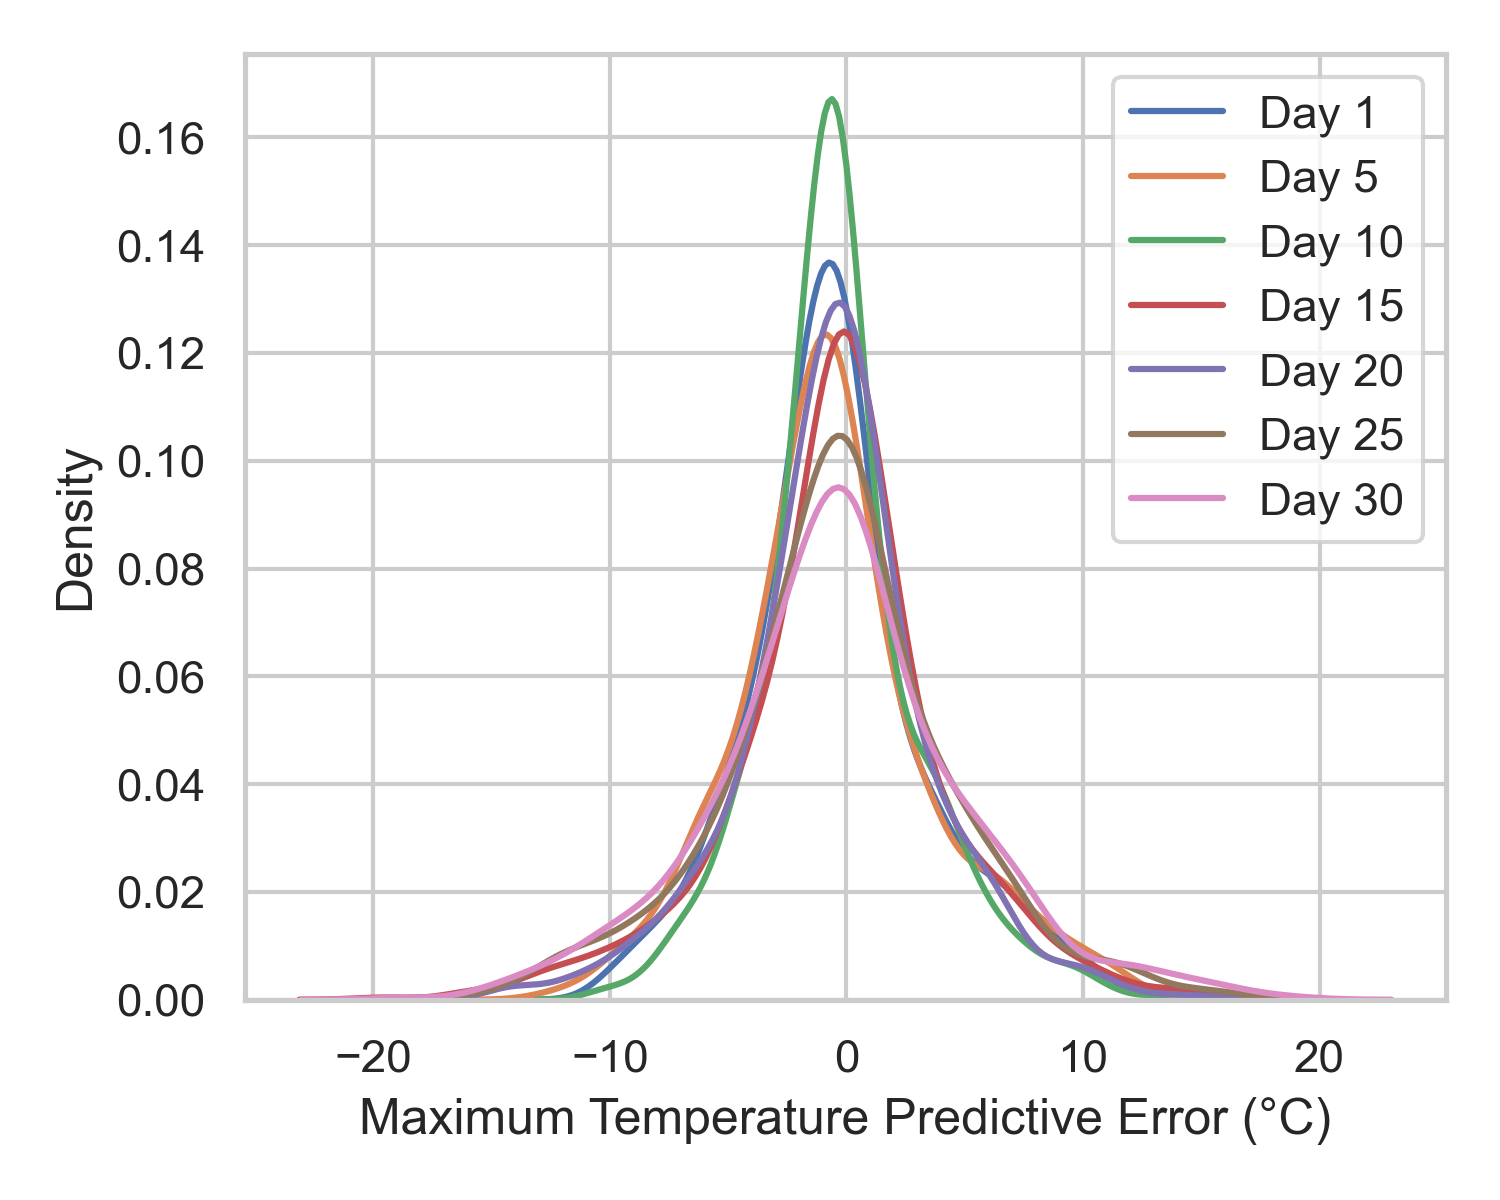 0.16
0.14
0.12
0.10
0.08
0.06
0.04
0.02
0.00
Density
−20
−10
0
10
20
Maximum Temperature Predictive Error (°C)
Day 1
Day 5
Day 10
Day 15
Day 20
Day 25
Day 30